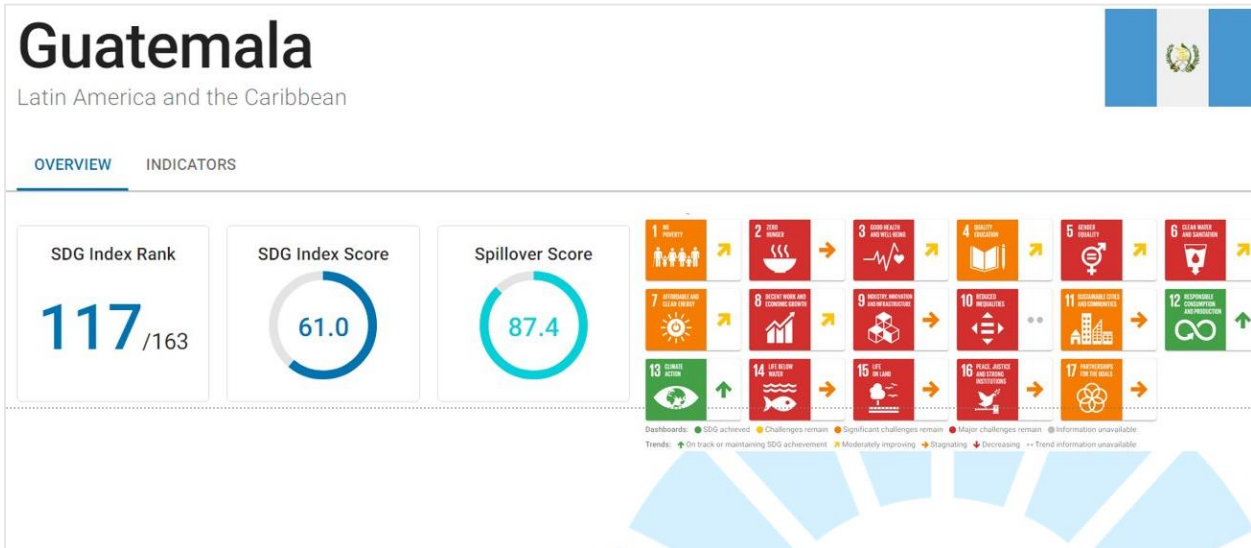 Guatemala
Latin America and the Caribbean
OVERVIEW INDICATORS
SDG Index Rank
117/163
SDG Index Score
61.0
Spillover Score
87.4
1 NO
POVERTY
2 ZERO
HUNGER
3 GOOD HEALTH
AND WELL-BEING
4 QUALITY
EDUCATION
5 GENDER
EQUALITY
6 CLEAN WATER
AND SANITATION
7 AFFORDABLE AND
CLEAN ENERGY
8 DECENT WORK AND
ECONOMIC GROWTH
9 INDUSTRY, INNOVATION
AND INFRASTRUCTURE
10 REDUCED
INEQUALITIES
11 SUSTAINABLE CITIES
AND COMMUNITIES
12 RESPONSIBLE
CONSUMPTION
AND PRODUCTION
13 CLIMATE
ACTION
14 LIFE BELOW
WATER
15 LIFE
ON LAND
16 PEACE, JUSTICE
AND STRONG
INSTITUTIONS
17 PARTNERSHIPS
FOR THE GOALS
Dashboards: SDG achieved Challenges remain Significant challenges remain Major challenges remain Information unavailable
Trends: On track or maintaining SDG achievement Moderately improving Stagnating Decreasing Trend information unavailable